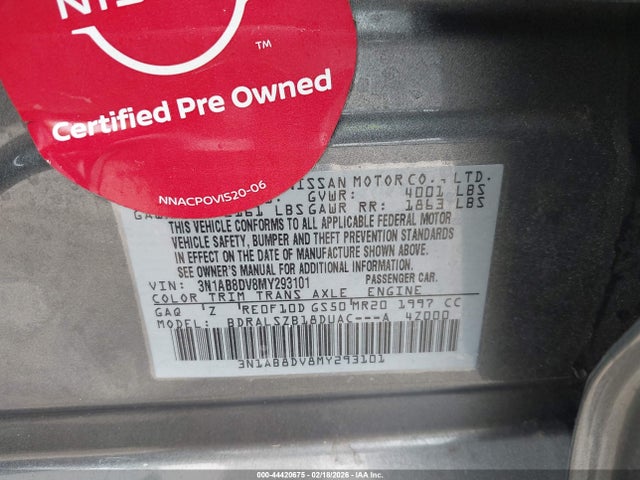 NISS
TM
Certified Pre Owned
NNACPOVIS20-06
NISSAN MOTOR CO., LTD.
GVWR: 4001 LBS
LBS GAWR RR: 1863 LBS
THIS VEHICLE CONFORMS TO ALL APPLICABLE FEDERAL MOTOR
VEHICLE SAFETY, BUMPER AND THEFT PREVENTION STANDARDS
IN EFFECT ON THE DATE OF MANUFACTURE SHOWN ABOVE.
SEE OWNER'S MANUAL FOR ADDITIONAL INFORMATION.
VIN: 3N1AB8DV8MY293101 PASSENGER CAR.
COLOR TRIM TRANS AXLE ENGINE
GAQ Z RE0F10D GS50 MR20 1997 CC
MODEL: BDRALSZB18DUAC---A 4Z000
3N1AB8DV8MY293101
000-44420675 - 02/18/2026 - IAA Inc.